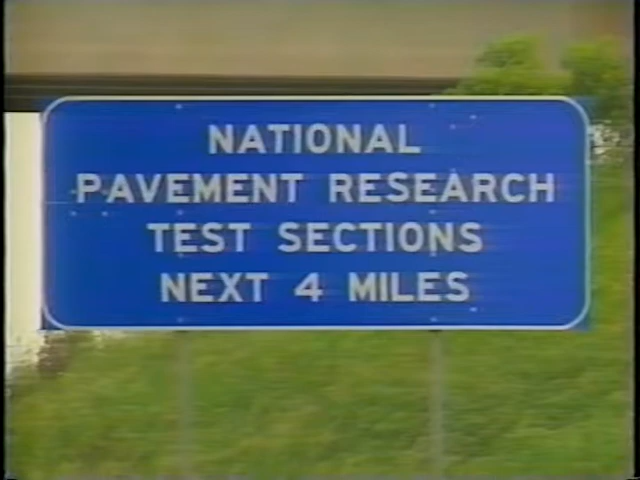 NATIONAL
PAVEMENT RESEARCH
TEST SECTIONS
NEXT 4 MILES